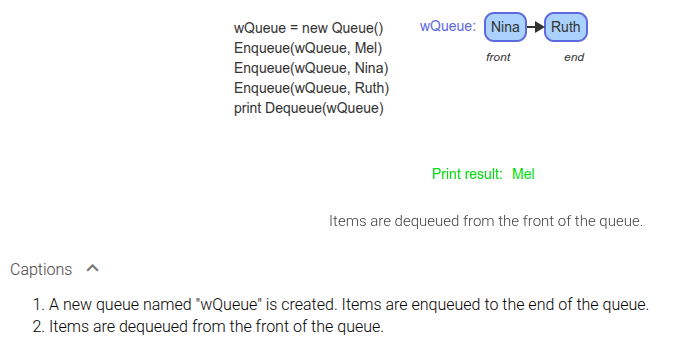 wQueue = new Queue()
Enqueue(wQueue, Mel)
Enqueue(wQueue, Nina)
Enqueue(wQueue, Ruth)
print Dequeue(wQueue)
wQueue: Nina Ruth
front end
Print result: Mel
Items are dequeued from the front of the queue.
Captions
1. A new queue named "wQueue" is created. Items are enqueued to the end of the queue.
2. Items are dequeued from the front of the queue.